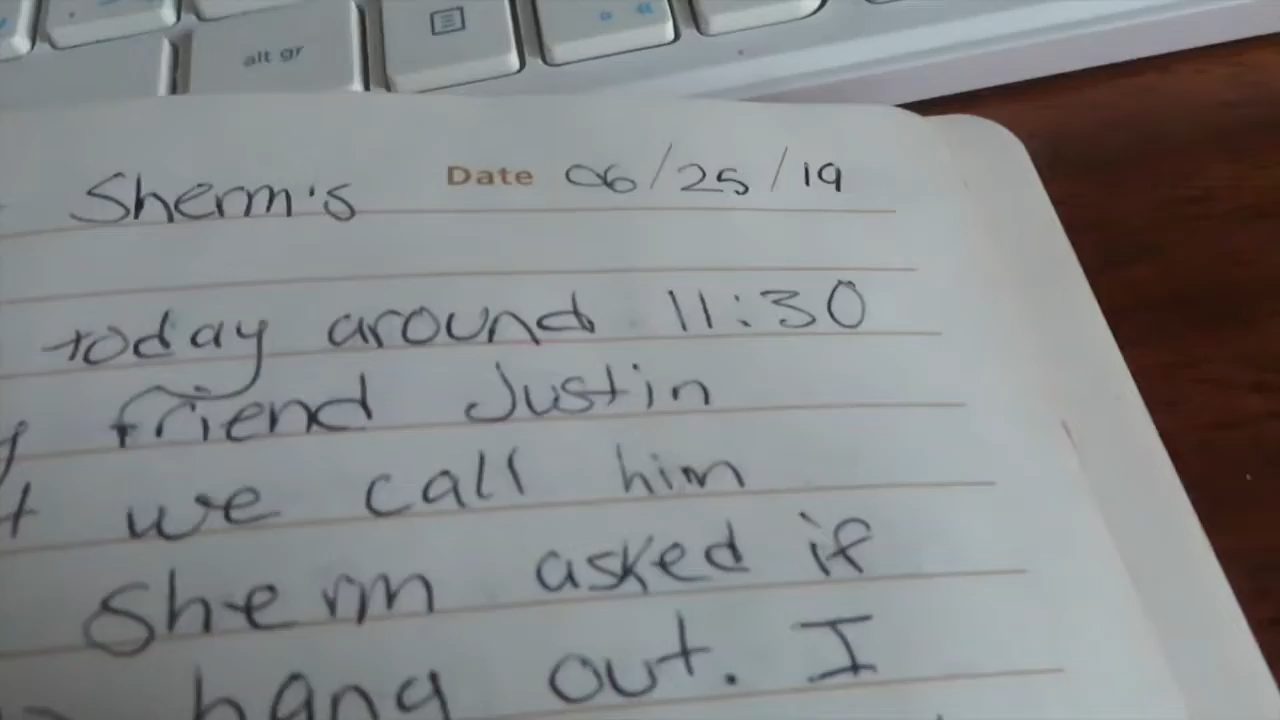 alt gr
Sherm's Date 06/25/19
today around 11:30
friend Justin
we call him
Sherm asked if
hang out. I